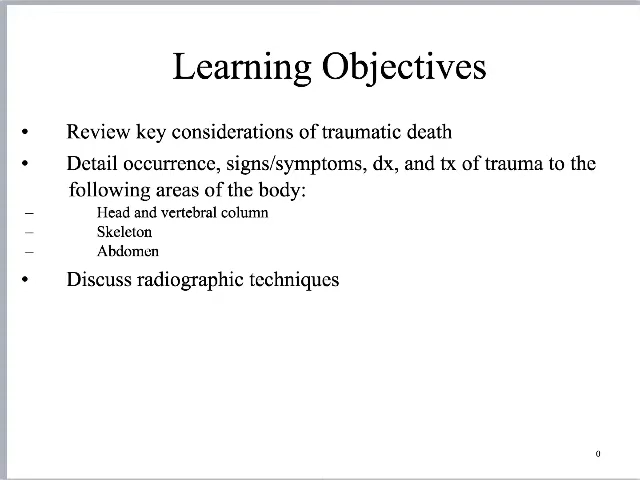 Learning Objectives
• Review key considerations of traumatic death
• Detail occurrence, signs/symptoms, dx, and tx of trauma to the
following areas of the body:
– Head and vertebral column
– Skeleton
– Abdomen
• Discuss radiographic techniques
0